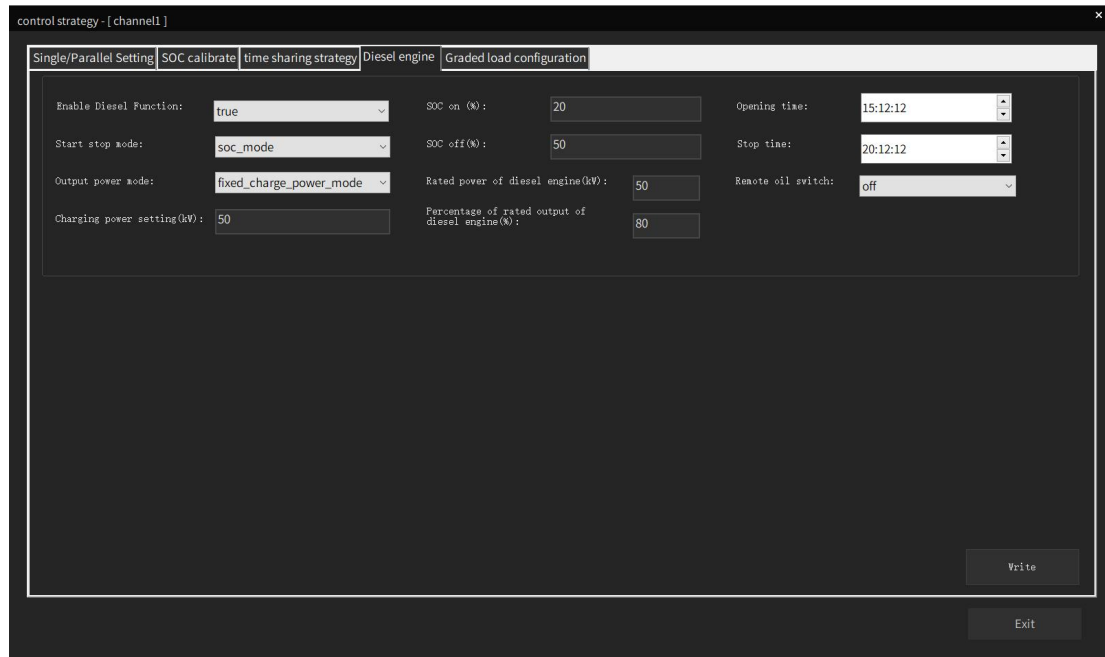 control strategy - [ channel1 ]
×
Single/Parallel Setting SOC calibrate time sharing strategy Diesel engine Graded load configuration
Enable Diesel Function: true SOC on (%): 20 Opening time: 15:12:12
Start stop mode: soc_mode SOC off(%): 50 Stop time: 20:12:12
Output power mode: fixed_charge_power_mode Rated power of diesel engine(kW): 50 Remote oil switch: off
Charging power setting(kW): 50 Percentage of rated output of
diesel engine(%): 80
Write
Exit